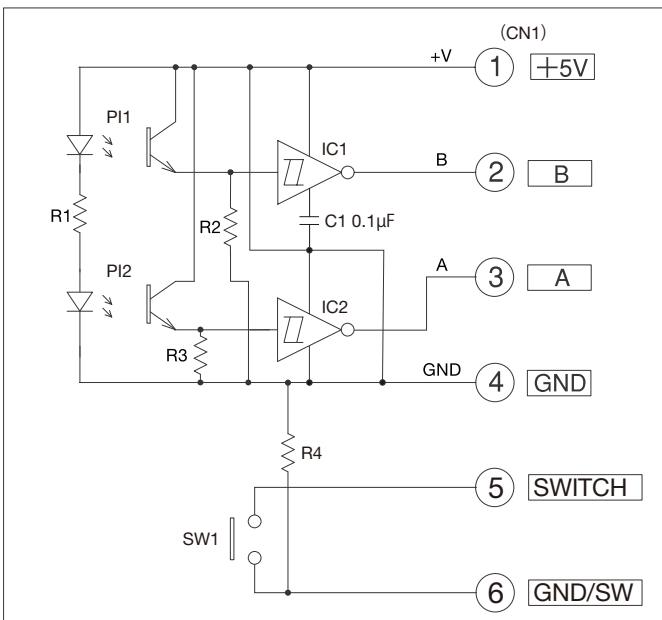 (CN1)
+V 1 +5V
PI1
IC1
B 2 B
R1
R2
C1 0.1μF
PI2
A 3 A
IC2
R3
GND 4 GND
R4
5 SWITCH
SW1
6 GND/SW